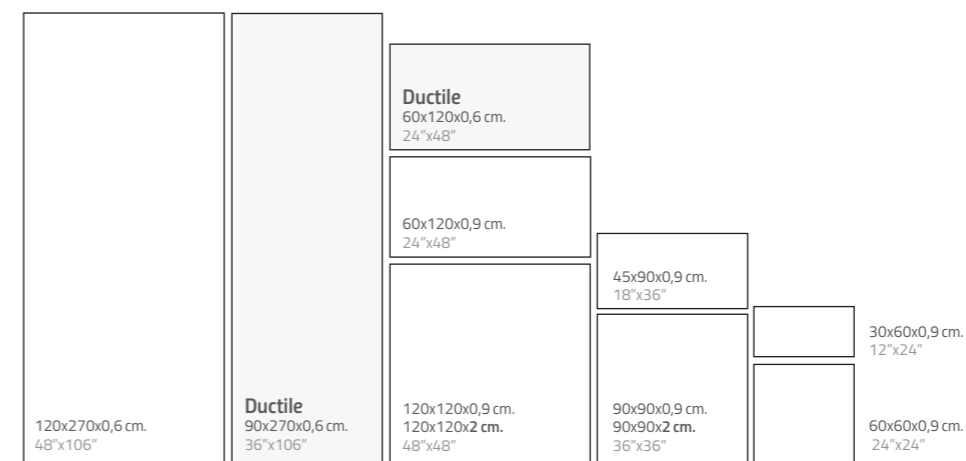 120x270x0,6 cm.
48”x106”
Ductile
90x270x0,6 cm.
36”x106”
Ductile
60x120x0,6 cm.
24”x48”
60x120x0,9 cm.
24”x48”
120x120x0,9 cm.
120x120x2 cm.
48”x48”
45x90x0,9 cm.
18”x36”
90x90x0,9 cm.
90x90x2 cm.
36”x36”
30x60x0,9 cm.
12”x24”
60x60x0,9 cm.
24”x24”